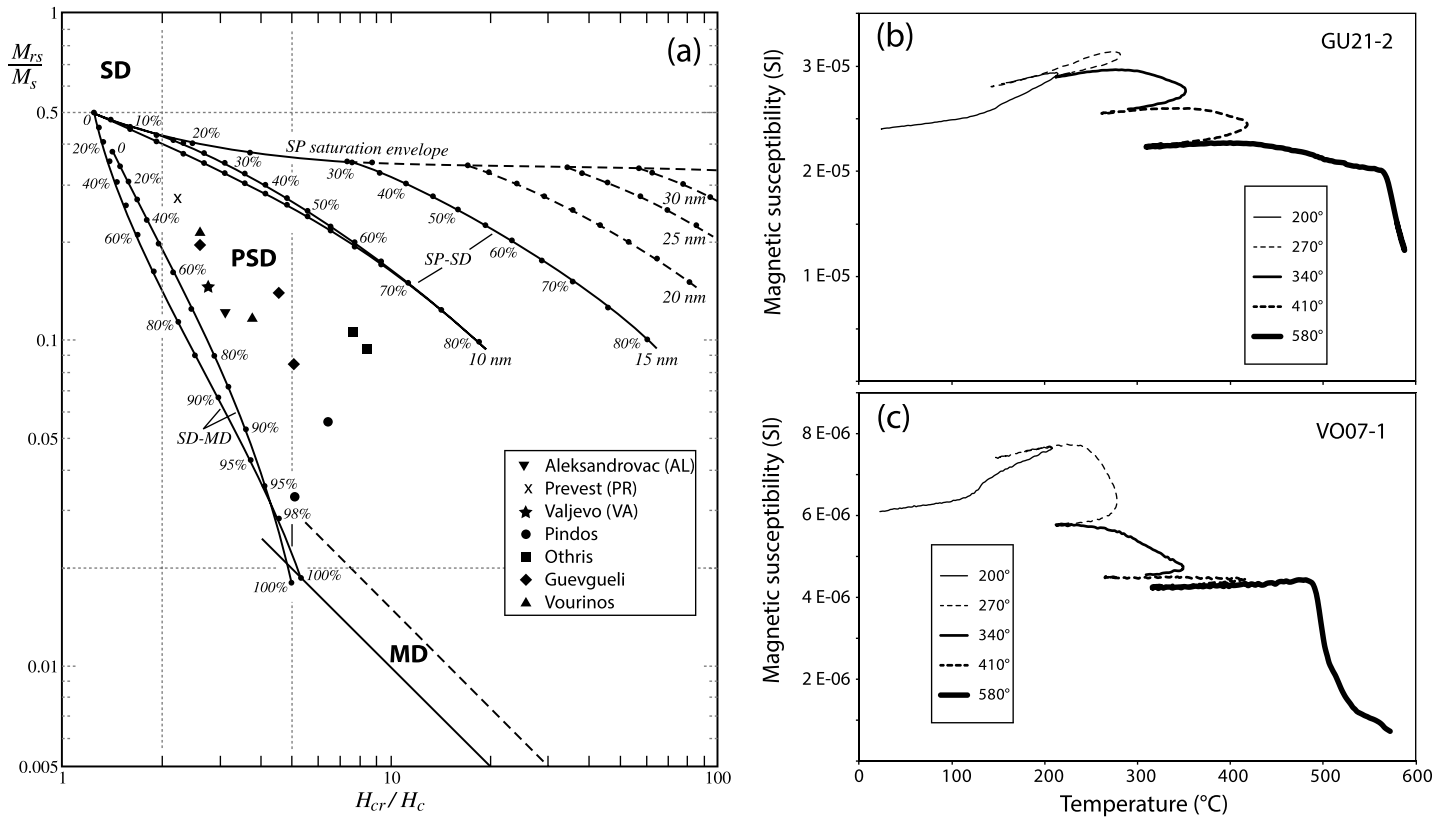 (a)
1
Mrs
Ms
SD
0.5
0
10%
20%
SP saturation envelope
20%
0
30%
30%
40%
20%
40%
40%
30 nm
50%
50%
25 nm
40%
60%
60%
60%
PSD
SP-SD
60%
70%
70%
20 nm
80%
0.1
80%
80%
10 nm
80%
15 nm
90%
SD-MD
90%
0.05
95%
95%
98%
100%
100%
Aleksandrovac (AL)
Prevest (PR)
Valjevo (VA)
Pindos
Othris
Guevgueli
Vourinos
MD
0.01
0.005
1
10
100
Hcr / Hc
(b)
GU21-2
Magnetic susceptibility (SI)
3 E-05
2 E-05
1 E-05
200°
270°
340°
410°
580°
(c)
VO07-1
Magnetic susceptibility (SI)
8 E-06
6 E-06
4 E-06
2 E-06
200°
270°
340°
410°
580°
0
100
200
300
400
500
600
Temperature (°C)